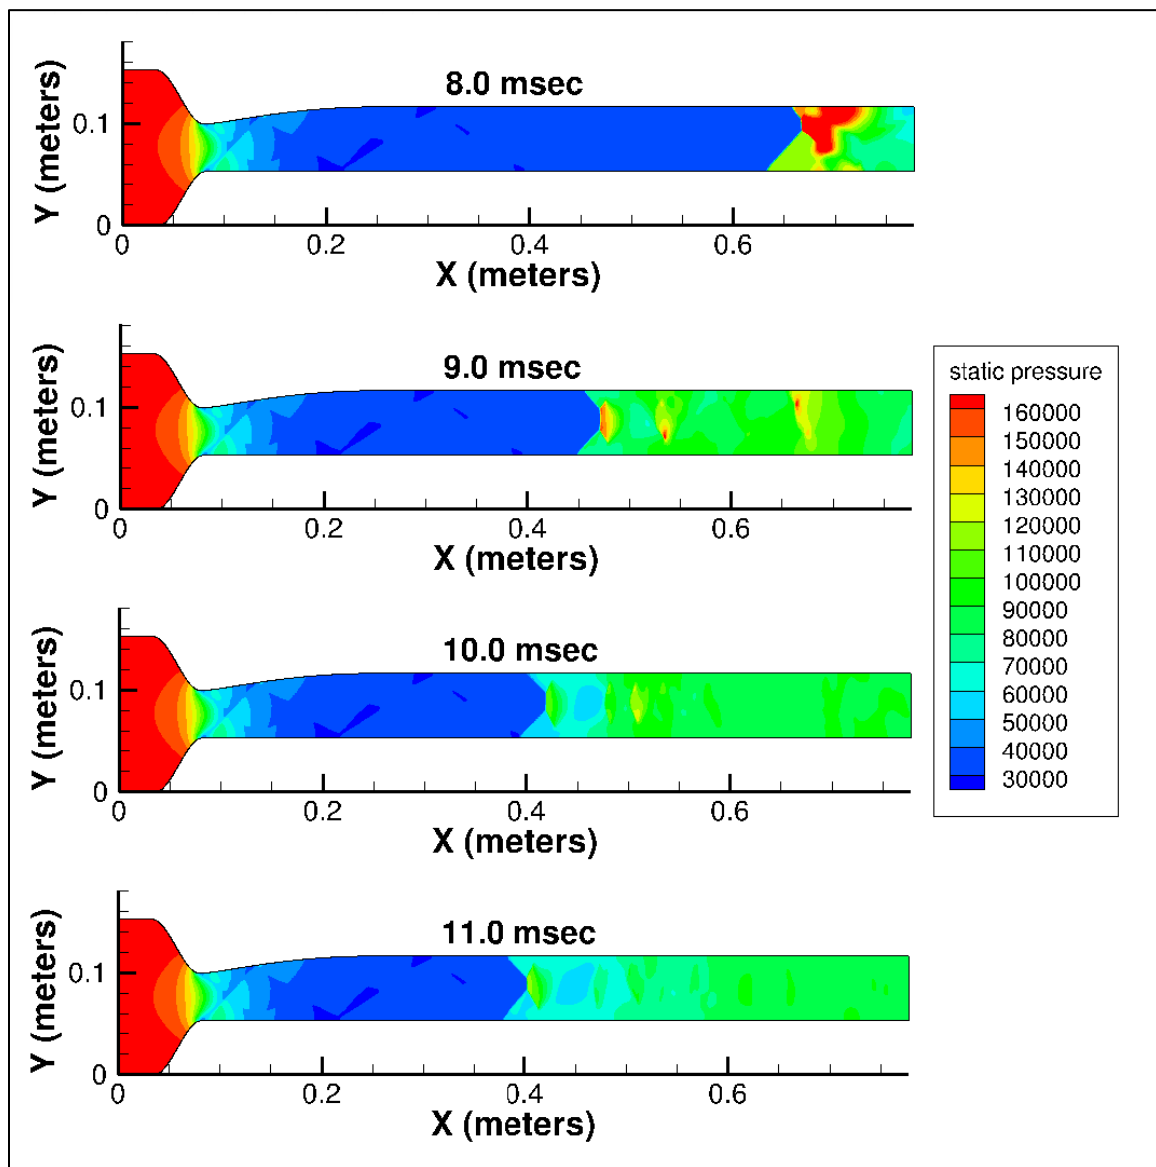 8.0 msec
Y (meters)
0.1
0
0 0.2 0.4 0.6
X (meters)
9.0 msec
Y (meters)
0.1
0
0 0.2 0.4 0.6
X (meters)
static pressure
160000
150000
140000
130000
120000
110000
100000
90000
80000
70000
60000
50000
40000
30000
10.0 msec
Y (meters)
0.1
0
0 0.2 0.4 0.6
X (meters)
11.0 msec
Y (meters)
0.1
0
0 0.2 0.4 0.6
X (meters)